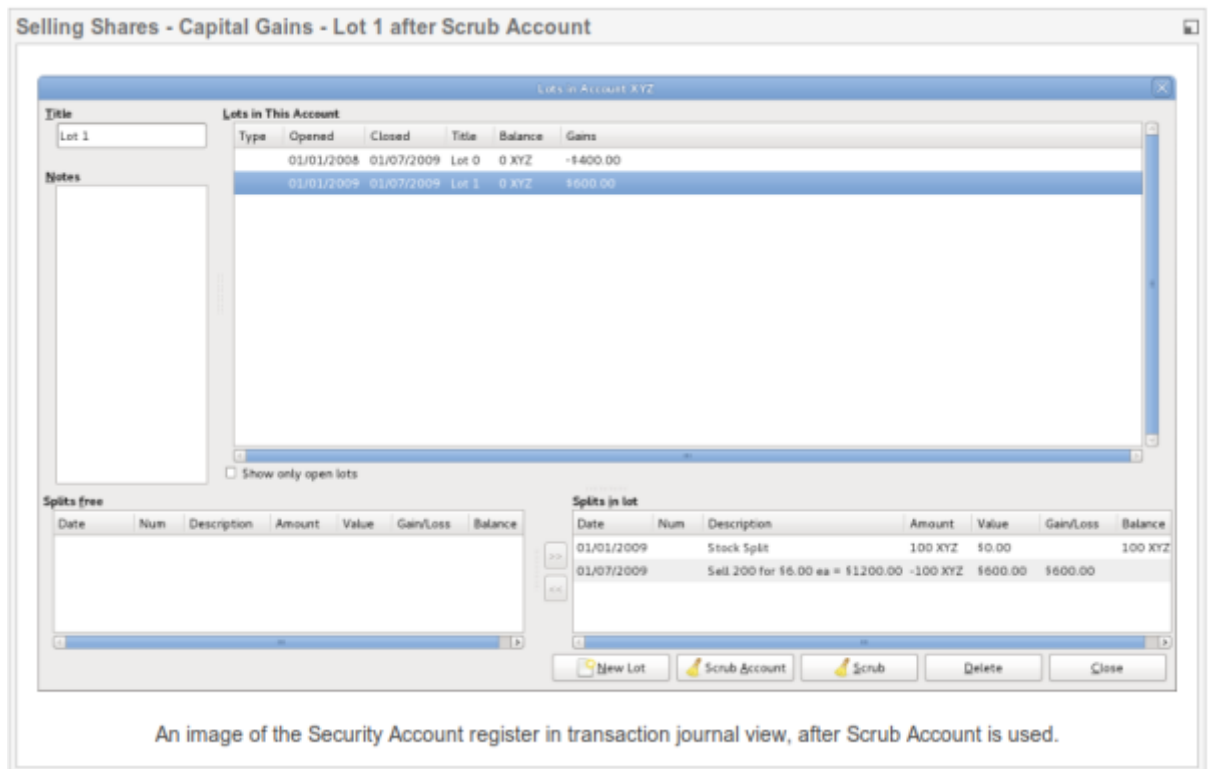 Selling Shares - Capital Gains - Lot 1 after Scrub Account
Lots in Account XYZ
Title
Lot 1
Notes
Lots in This Account
Type Opened Closed Title Balance Gains
01/01/2008 01/07/2009 Lot 0 0 XYZ -$400.00
01/01/2009 01/07/2009 Lot 1 0 XYZ $600.00
Show only open lots
Splits free
Date Num Description Amount Value Gain/Loss Balance
>>
<<
Splits in lot
Date Num Description Amount Value Gain/Loss Balance
01/01/2009 Stock Split 100 XYZ $0.00 100 XYZ
01/07/2009 Sell 200 for $6.00 ea = $1200.00 -100 XYZ $600.00 $600.00
New Lot Scrub Account Scrub Delete Close
An image of the Security Account register in transaction journal view, after Scrub Account is used.